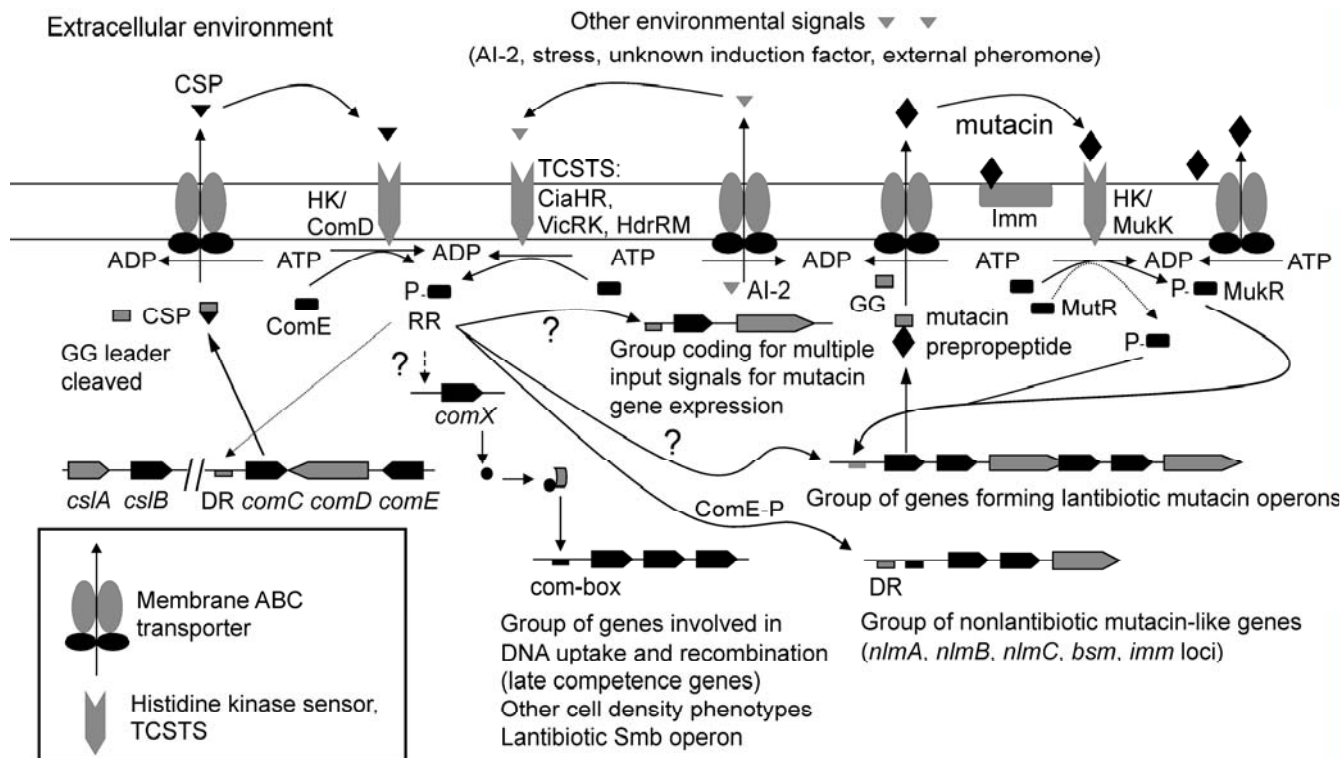 Extracellular environment
Other environmental signals
(AI-2, stress, unknown induction factor, external pheromone)
CSP
mutacin
TCSTS:
CiaHR,
VicRK, HdrRM
HK/
ComD
Imm
HK/
MukK
ADP
ATP
ADP
ATP
ADP
ATP
ADP
ATP
CSP
GG leader
cleaved
ComE
P-
RR
AI-2
GG
mutacin
prepropeptide
MutR
P-
MukR
P-
?
?
?
Group coding for multiple
input signals for mutacin
gene expression
comX
cslA
cslB
DR
comC
comD
comE
Group of genes forming lantibiotic mutacin operons
ComE-P
com-box
DR
Group of genes involved in
DNA uptake and recombination
(late competence genes)
Other cell density phenotypes
Lantibiotic Smb operon
Group of nonlantibiotic mutacin-like genes
(nlmA, nlmB, nlmC, bsm, imm loci)
Membrane ABC
transporter
Histidine kinase sensor,
TCSTS